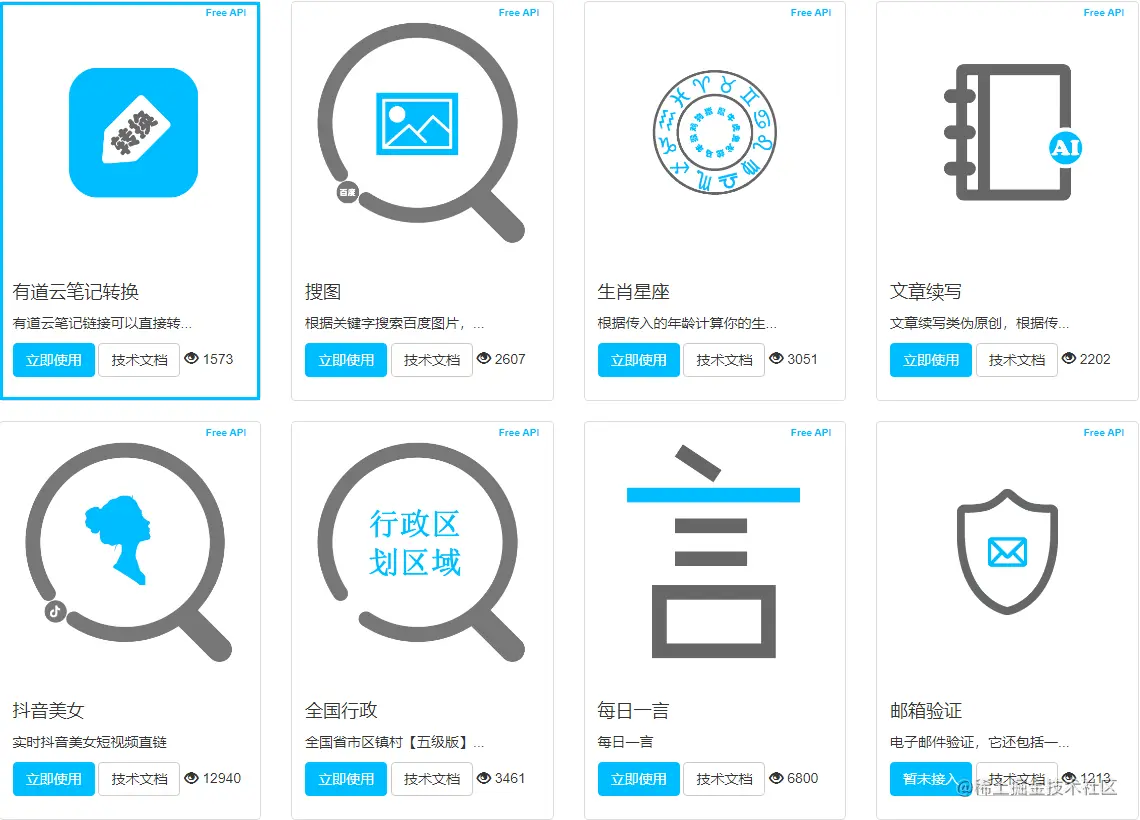 Free API
转换
有道云笔记转换
有道云笔记链接可以直接转...
立即使用 技术文档 1573
Free API
百度
搜图
根据关键字搜索百度图片，...
立即使用 技术文档 2607
Free API
生肖星座
根据传入的年龄计算你的生...
立即使用 技术文档 3051
Free API
AI
文章续写
文章续写类伪原创，根据传...
立即使用 技术文档 2202
Free API
抖音美女
实时抖音美女短视频直链
立即使用 技术文档 12940
Free API
行政区
划区域
全国行政
全国省市区镇村【五级版】...
立即使用 技术文档 3461
Free API
言
每日一言
每日一言
立即使用 技术文档 6800
Free API
邮箱验证
电子邮件验证，它还包括一...
暂未接入 技术文档 1213
@稀土掘金技术社区